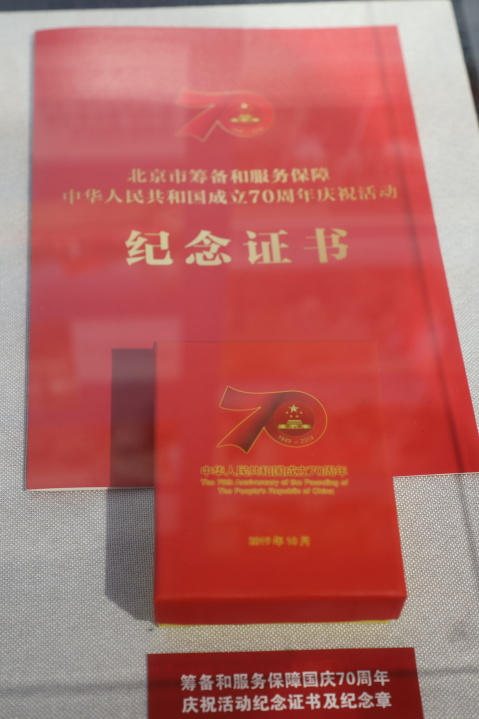 70
北京市筹备和服务保障
中华人民共和国成立70周年庆祝活动
纪念证书
70
1949-2019
中华人民共和国成立70周年
The 70th Anniversary of the Founding of
The People's Republic of China
2019年10月
筹备和服务保障国庆70周年
庆祝活动纪念证书及纪念章